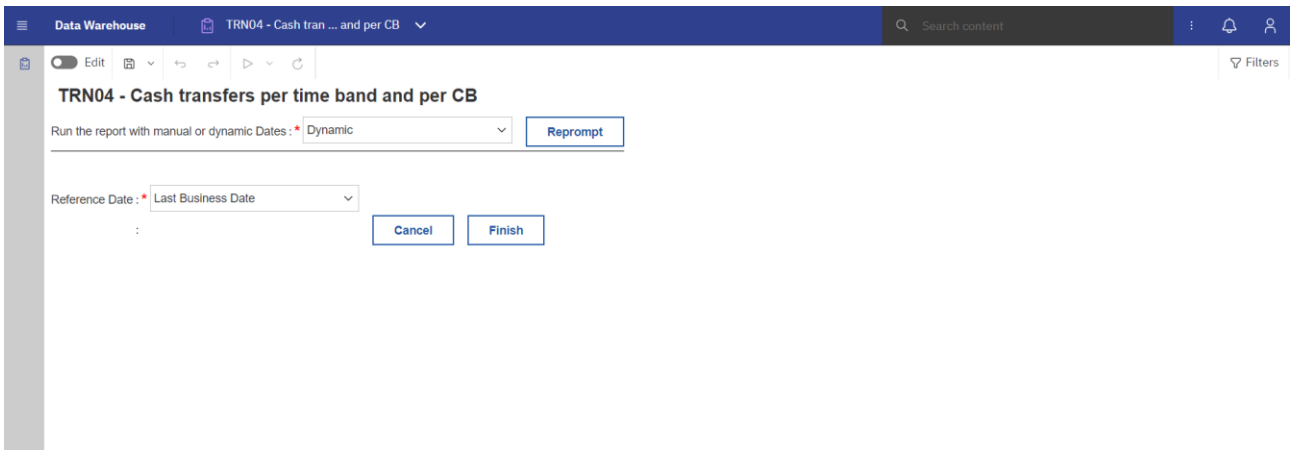 Data Warehouse TRN04 - Cash tran ... and per CB Search content
Edit Filters
TRN04 - Cash transfers per time band and per CB
Run the report with manual or dynamic Dates : * Dynamic Reprompt
Reference Date : * Last Business Date
: Cancel Finish